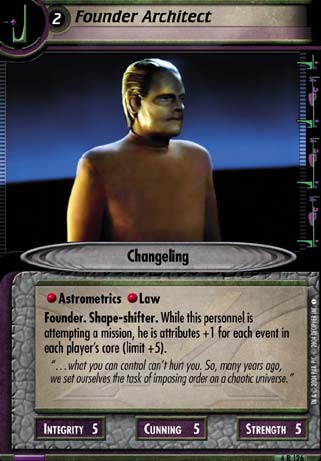 2 Founder Architect
Changeling
Astrometrics Law
Founder. Shape-shifter. While this personnel is
attempting a mission, he is attributes +1 for each event in
each player's core (limit +5).
"…what you can control can't hurt you. So, many years ago,
we set ourselves the task of imposing order on a chaotic universe."
INTEGRITY 5 CUNNING 5 STRENGTH 5